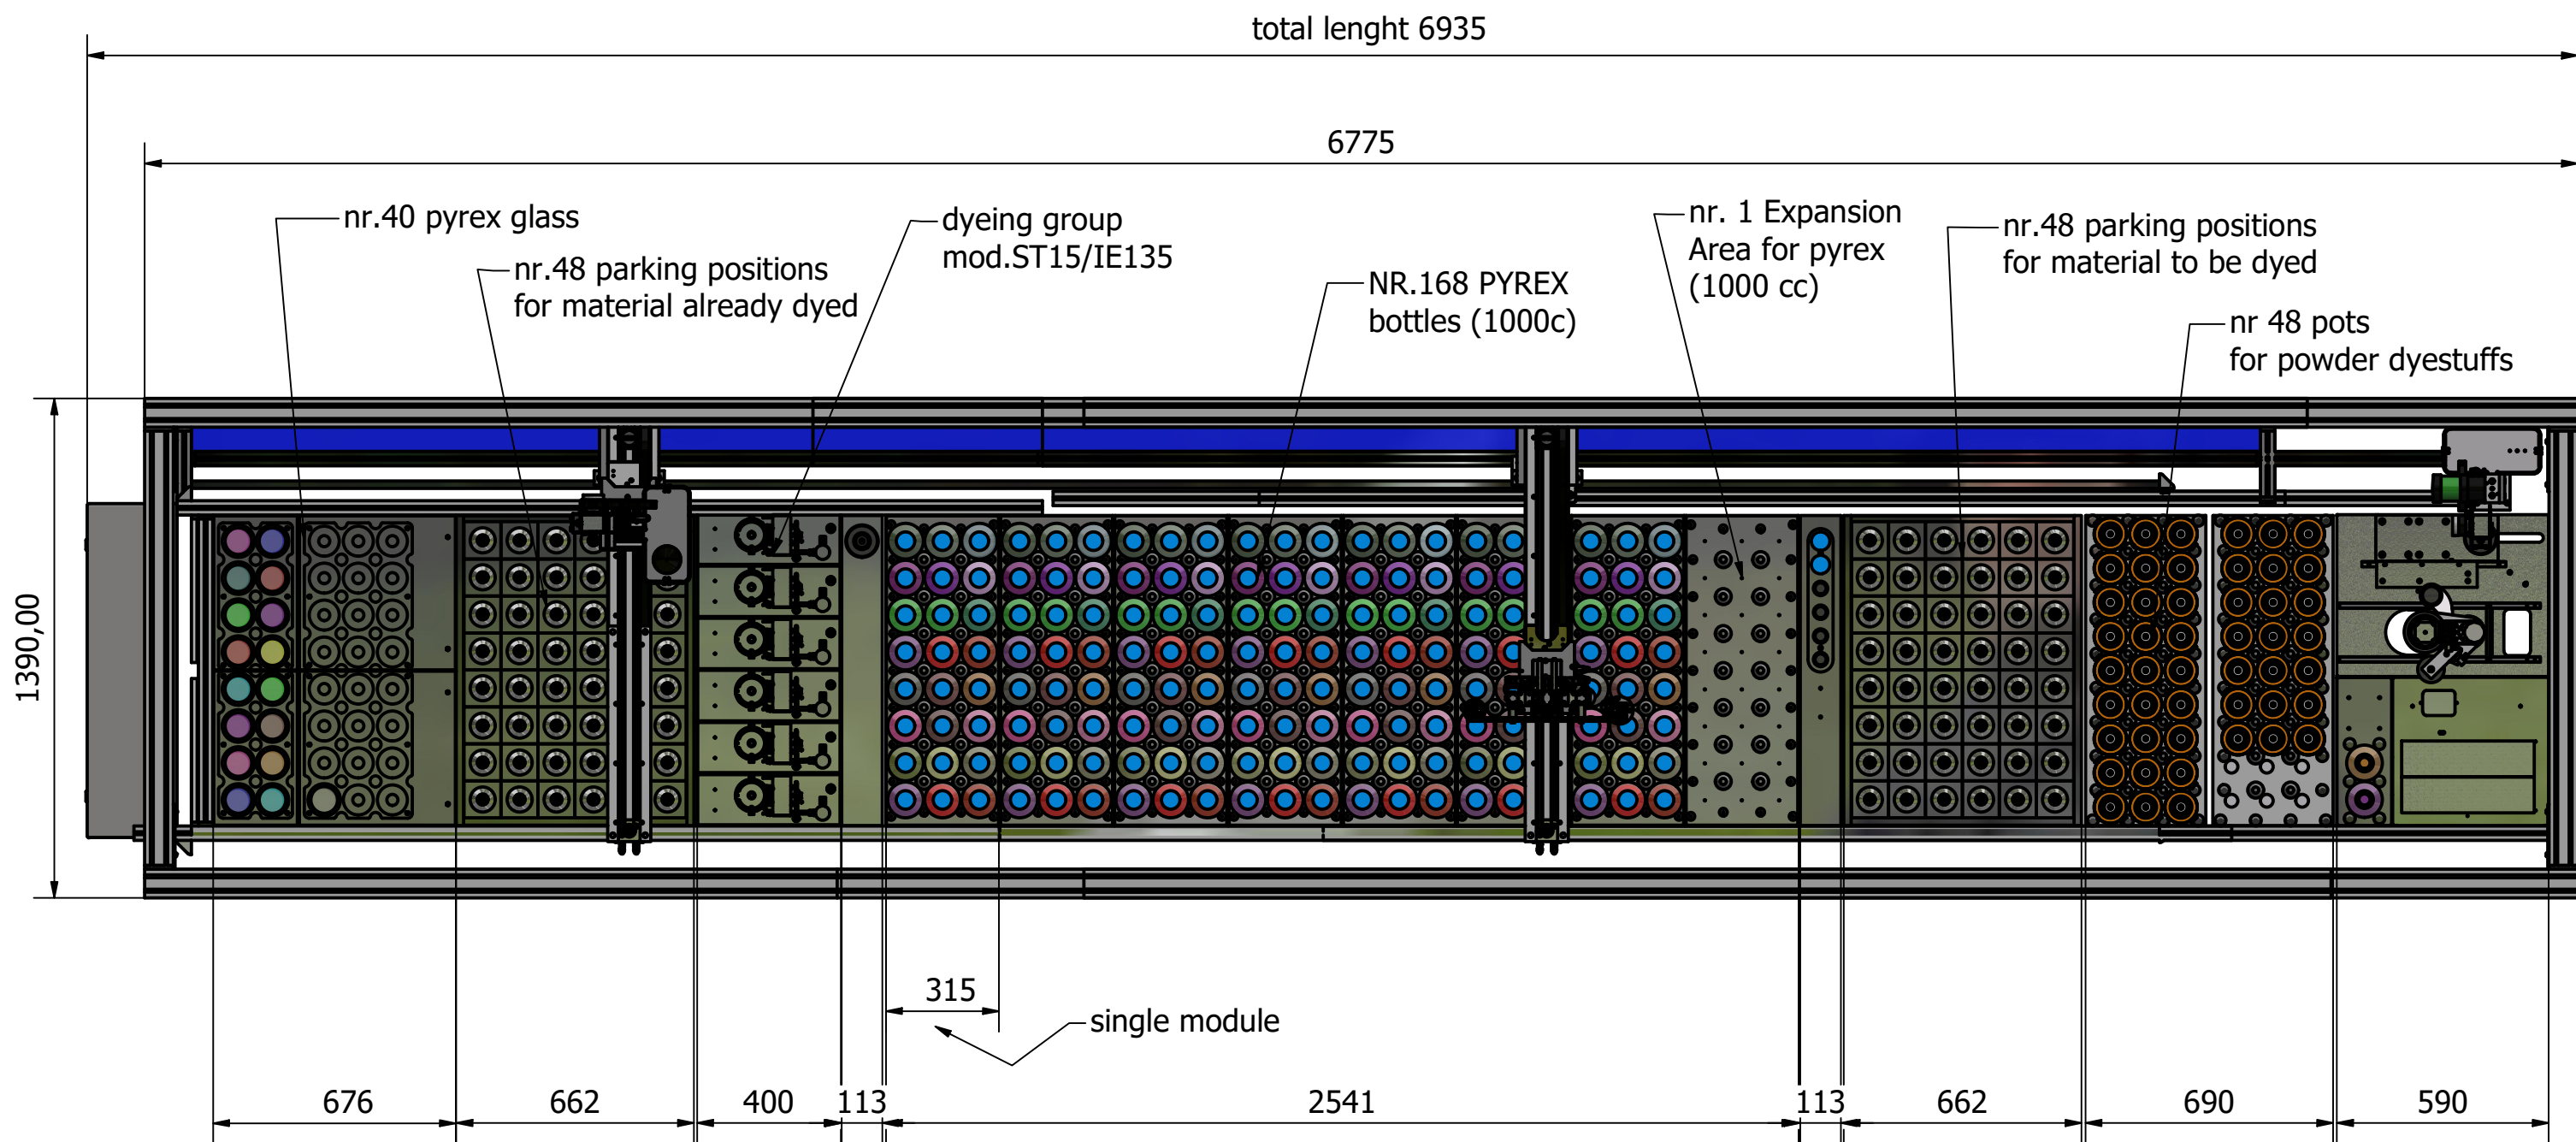 total lenght 6935
6775
nr.40 pyrex glass
nr.48 parking positions
for material already dyed
dyeing group
mod.ST15/IE135
NR.168 PYREX
bottles (1000c)
nr. 1 Expansion
Area for pyrex
(1000 cc)
nr.48 parking positions
for material to be dyed
nr 48 pots
for powder dyestuffs
1390,00
315
single module
676
662
400
113
2541
113
662
690
590